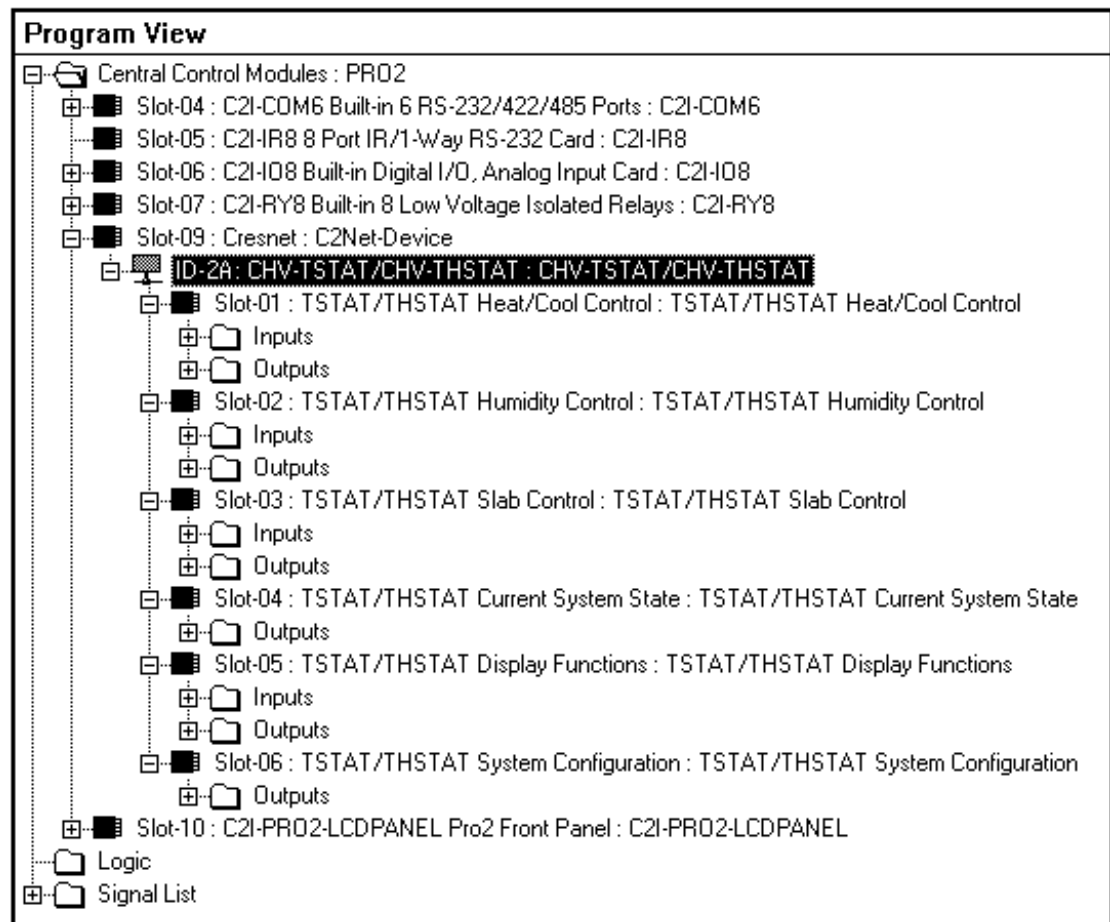 Program View
Central Control Modules : PRO2
Slot-04 : C2I-COM6 Built-in 6 RS-232/422/485 Ports : C2I-COM6
Slot-05 : C2I-IR8 8 Port IR/1-Way RS-232 Card : C2I-IR8
Slot-06 : C2I-IO8 Built-in Digital I/O, Analog Input Card : C2I-IO8
Slot-07 : C2I-RY8 Built-in 8 Low Voltage Isolated Relays : C2I-RY8
Slot-09 : Cresnet : C2Net-Device
ID-2A: CHV-TSTAT/CHV-THSTAT : CHV-TSTAT/CHV-THSTAT
Slot-01 : TSTAT/THSTAT Heat/Cool Control : TSTAT/THSTAT Heat/Cool Control
Inputs
Outputs
Slot-02 : TSTAT/THSTAT Humidity Control : TSTAT/THSTAT Humidity Control
Inputs
Outputs
Slot-03 : TSTAT/THSTAT Slab Control : TSTAT/THSTAT Slab Control
Inputs
Outputs
Slot-04 : TSTAT/THSTAT Current System State : TSTAT/THSTAT Current System State
Outputs
Slot-05 : TSTAT/THSTAT Display Functions : TSTAT/THSTAT Display Functions
Inputs
Outputs
Slot-06 : TSTAT/THSTAT System Configuration : TSTAT/THSTAT System Configuration
Outputs
Slot-10 : C2I-PRO2-LCDPANEL Pro2 Front Panel : C2I-PRO2-LCDPANEL
Logic
Signal List